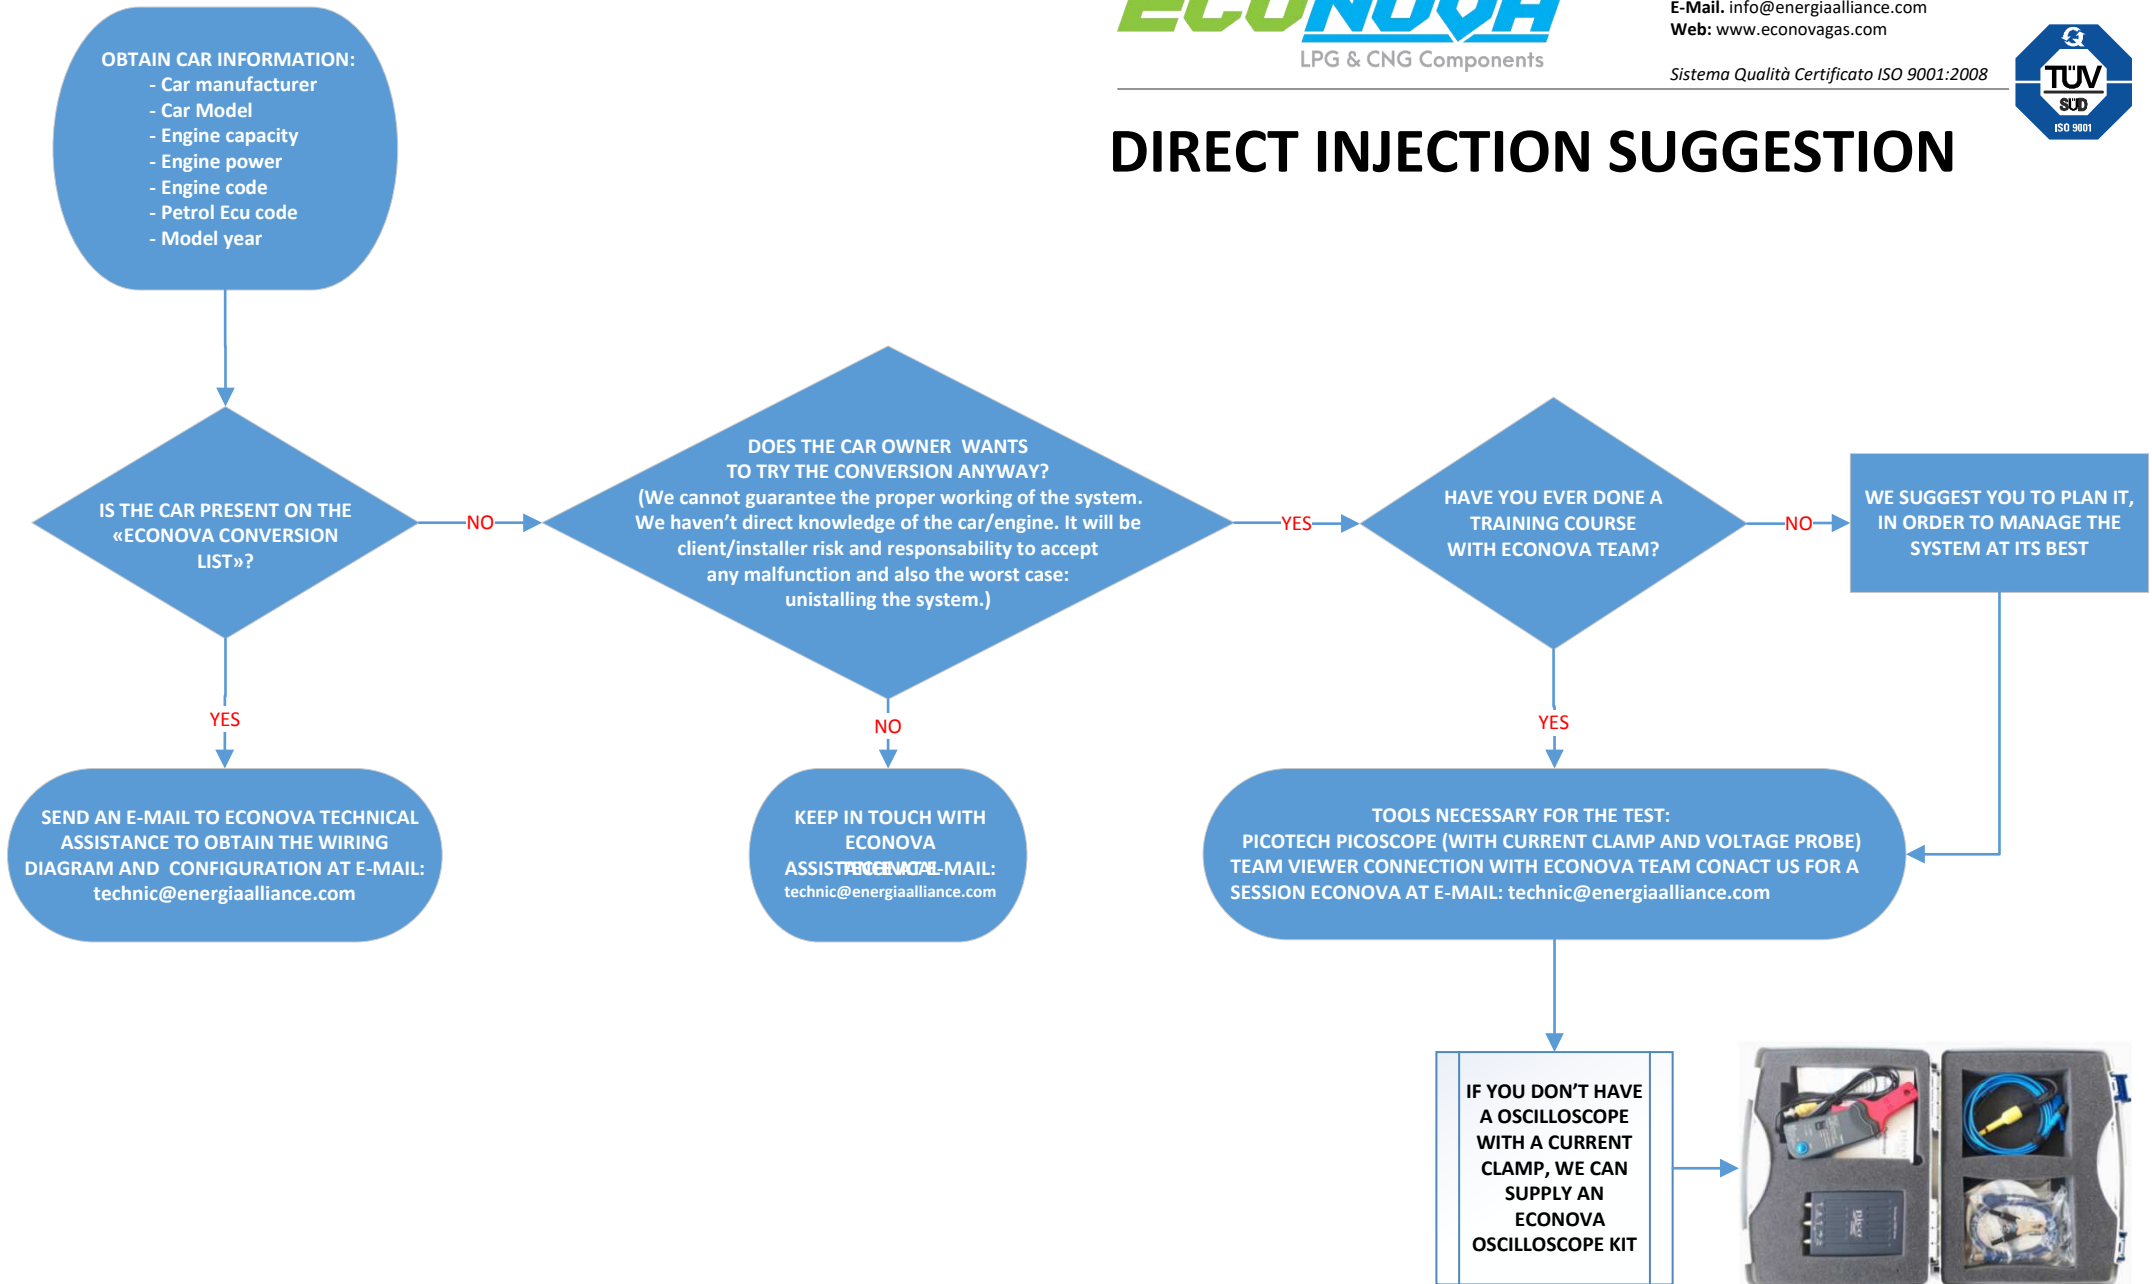 ECONOVA
LPG & CNG Components
E-Mail. info@energiaalliance.com
Web: www.econovagas.com
Sistema Qualità Certificato ISO 9001:2008
TÜV
SÜD
ISO 9001
DIRECT INJECTION SUGGESTION
OBTAIN CAR INFORMATION:
- Car manufacturer
- Car Model
- Engine capacity
- Engine power
- Engine code
- Petrol Ecu code
- Model year
IS THE CAR PRESENT ON THE
«ECONOVA CONVERSION
LIST»?
NO
DOES THE CAR OWNER WANTS
TO TRY THE CONVERSION ANYWAY?
(We cannot guarantee the proper working of the system.
We haven't direct knowledge of the car/engine. It will be
client/installer risk and responsability to accept
any malfunction and also the worst case:
unistalling the system.)
YES
HAVE YOU EVER DONE A
TRAINING COURSE
WITH ECONOVA TEAM?
NO
WE SUGGEST YOU TO PLAN IT,
IN ORDER TO MANAGE THE
SYSTEM AT ITS BEST
YES
NO
YES
SEND AN E-MAIL TO ECONOVA TECHNICAL
ASSISTANCE TO OBTAIN THE WIRING
DIAGRAM AND CONFIGURATION AT E-MAIL:
technic@energiaalliance.com
KEEP IN TOUCH WITH
ECONOVA
TECHNICAL
ASSISTANCE AT E-MAIL:
technic@energiaalliance.com
TOOLS NECESSARY FOR THE TEST:
PICOTECH PICOSCOPE (WITH CURRENT CLAMP AND VOLTAGE PROBE)
TEAM VIEWER CONNECTION WITH ECONOVA TEAM CONACT US FOR A
SESSION ECONOVA AT E-MAIL: technic@energiaalliance.com
IF YOU DON'T HAVE
A OSCILLOSCOPE
WITH A CURRENT
CLAMP, WE CAN
SUPPLY AN
ECONOVA
OSCILLOSCOPE KIT